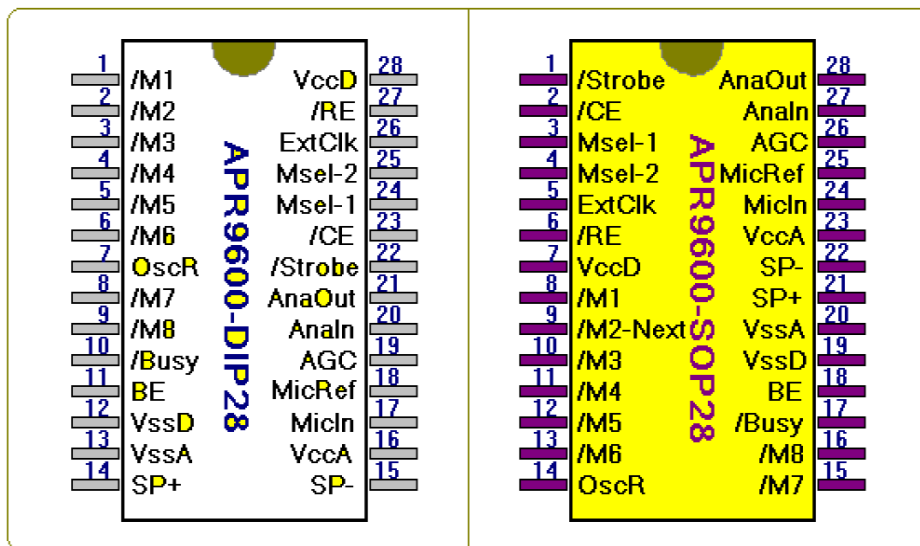 1 /M1 VccD 28
2 /M2 /RE 27
3 /M3 ExtClk 26
4 /M4 Msel-2 25
5 /M5 Msel-1 24
6 /M6 /CE 23
7 OscR /Strobe 22
8 /M7 AnaOut 21
9 /M8 AnaIn 20
10 /Busy AGC 19
11 BE MicRef 18
12 VssD MicIn 17
13 VssA VccA 16
14 SP+ SP- 15
APR9600-DIP28
1 /Strobe AnaOut 28
2 /CE AnaIn 27
3 Msel-1 AGC 26
4 Msel-2 MicRef 25
5 ExtClk MicIn 24
6 /RE VccA 23
7 VccD SP- 22
8 /M1 SP+ 21
9 /M2-Next VssA 20
10 /M3 VssD 19
11 /M4 BE 18
12 /M5 /Busy 17
13 /M6 /M8 16
14 OscR /M7 15
APR9600-SOP28